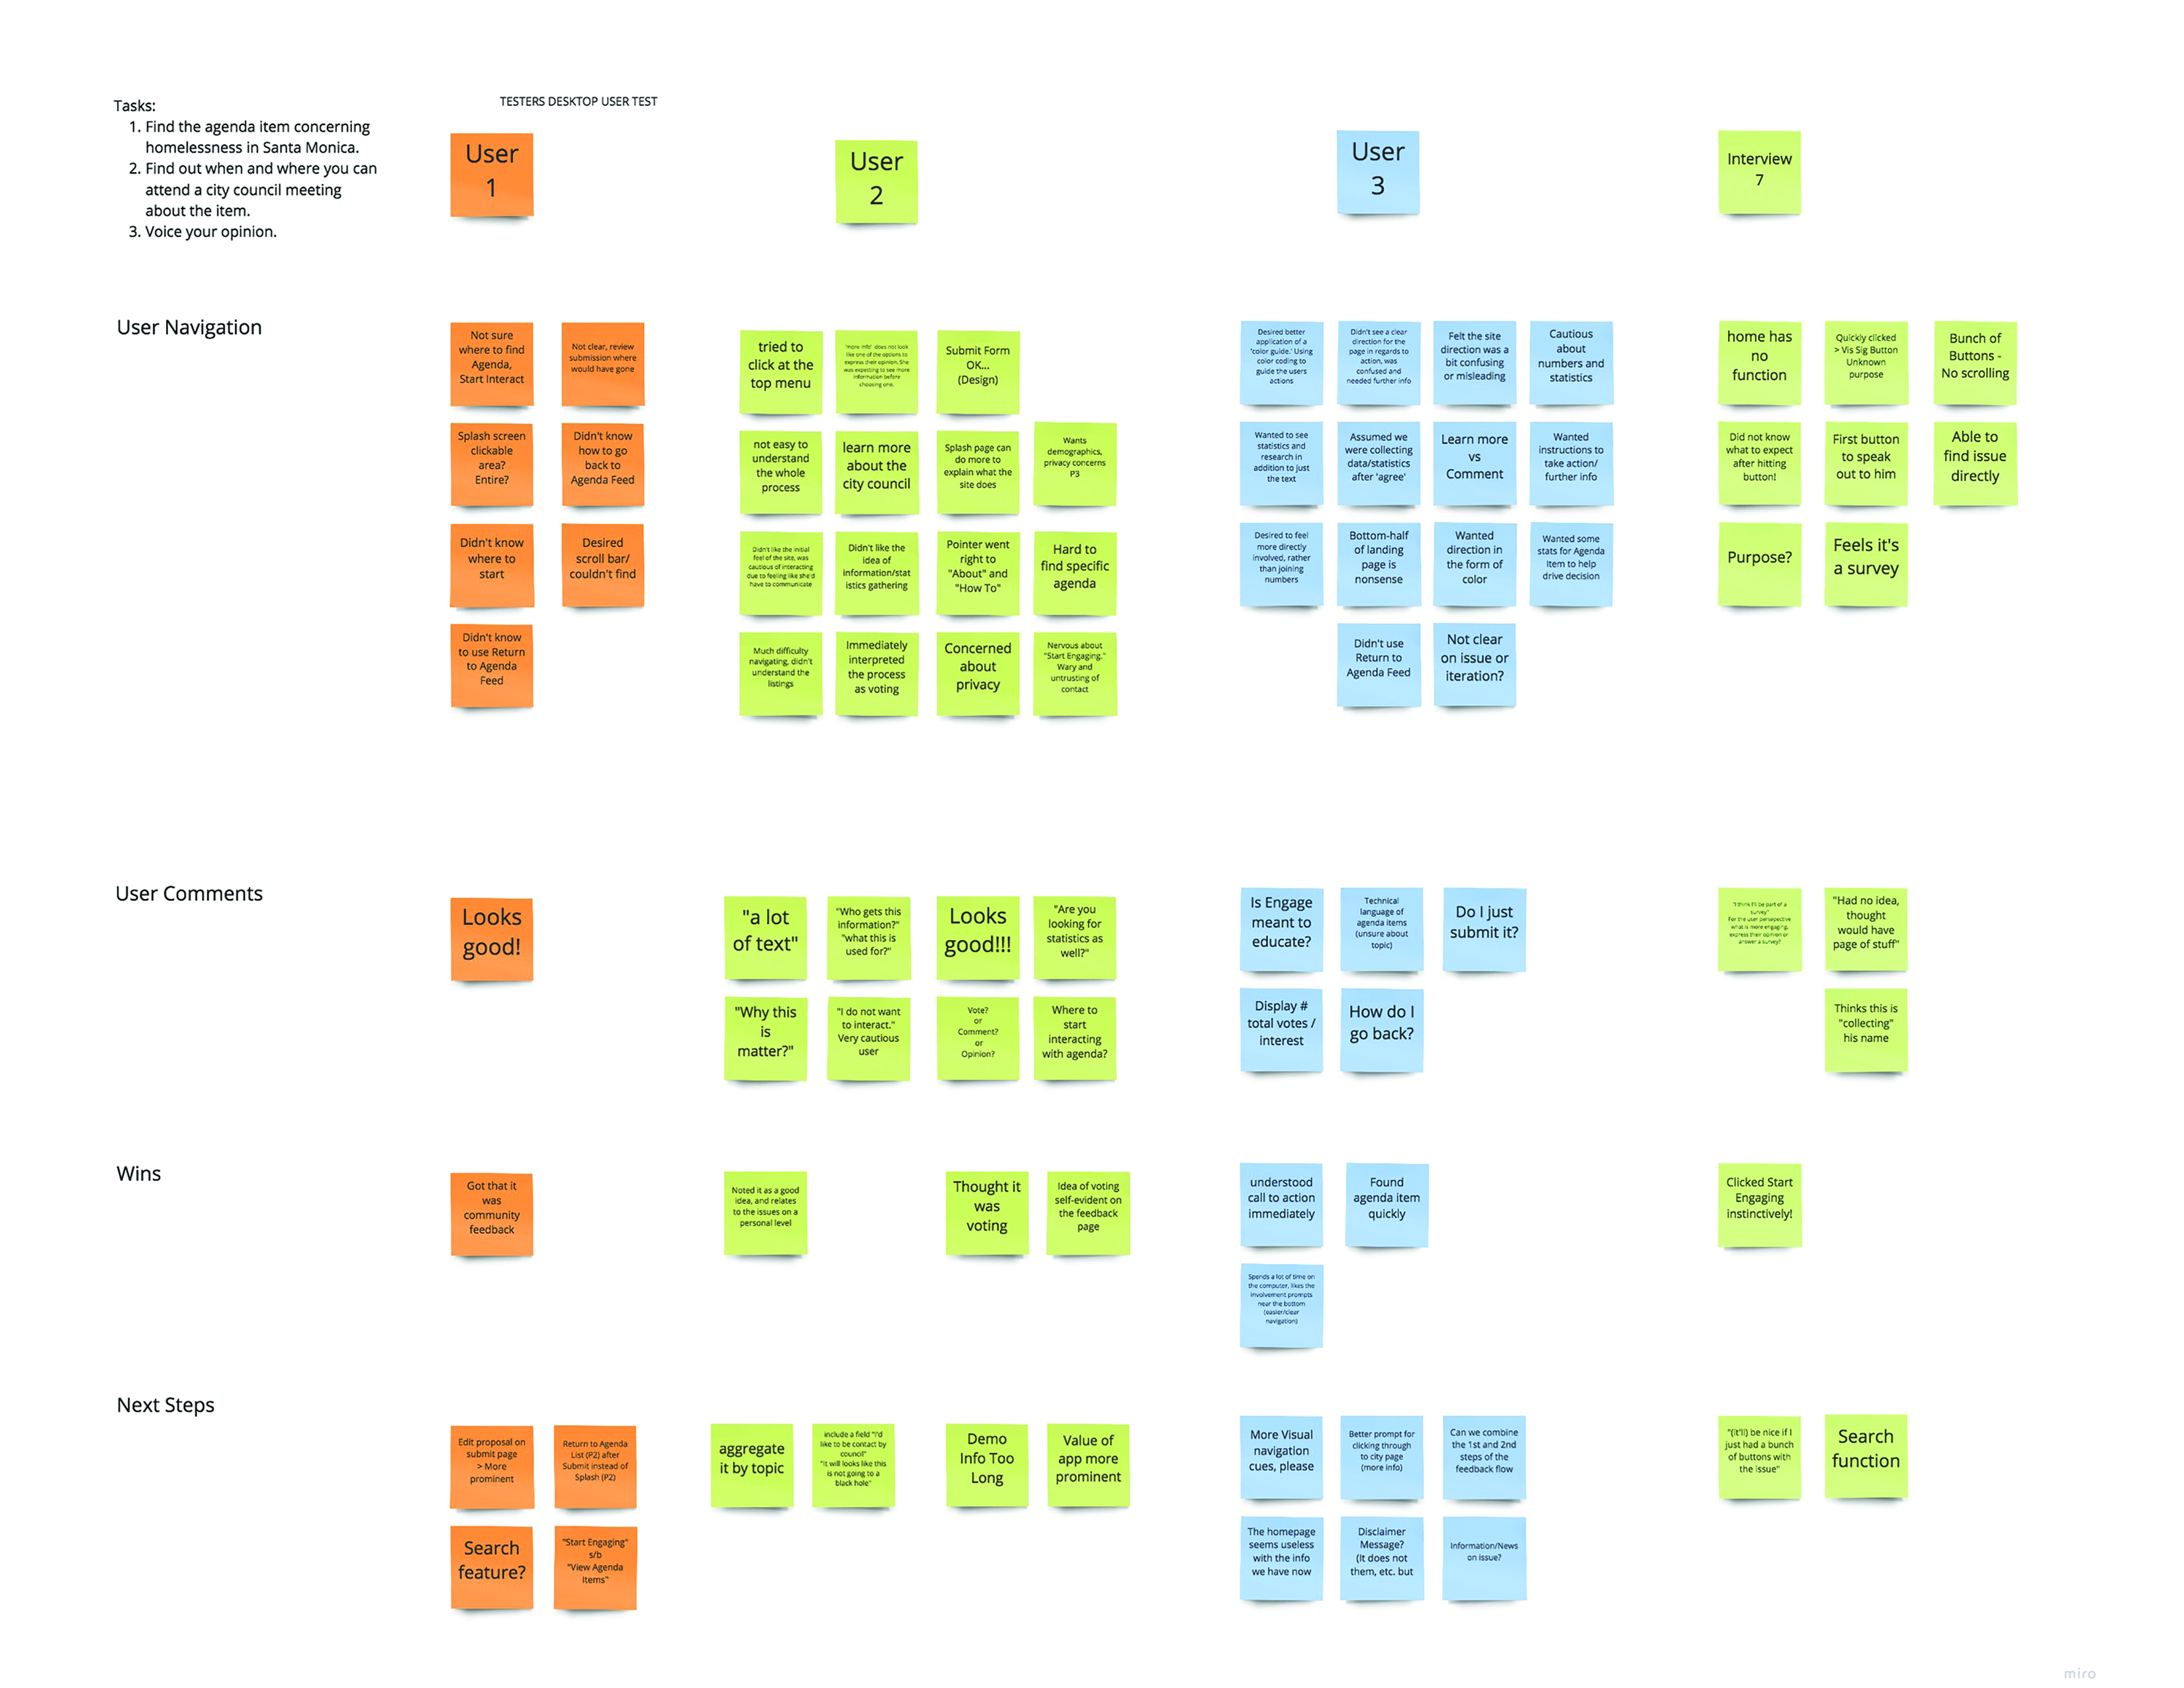 Tasks:
1. Find the agenda item concerning
homelessness in Santa Monica.
2. Find out when and where you can
attend a city council meeting
about the item.
3. Voice your opinion.
TESTERS DESKTOP USER TEST
User
1
User
2
User
3
Interview
7
User Navigation
Not sure
where to find
Agenda,
Start Interact
Not clear, review
submission where
would have gone
Splash screen
clickable
area?
Entire?
Didn't know
how to go
back to
Agenda Feed
Didn't know
where to
start
Desired
scroll bar/
couldn't find
Didn't know
to use Return
to Agenda
Feed
tried to
click at the
top menu
"more info" does not look
like one of the options to
express their opinion. She
was expecting to see more
information before
choosing one.
Submit Form
OK...
(Design)
not easy to
understand
the whole
process
learn more
about the
city council
Splash page can
do more to
explain what the
site does
Wants
demographics,
privacy concerns
P3
Didn't like the initial
feel of the site, was
cautious of interacting
due to feeling like she'd
have to communicate
Didn't like the
idea of
information/stat
istics gathering
Pointer went
right to
"About" and
"How To"
Hard to
find specific
agenda
Much difficulty
navigating, didn't
understand the
listings
Immediately
interpreted
the process
as voting
Concerned
about
privacy
Nervous about
"Start Engaging."
Wary and
untrusting of
contact
Desired better
application of a
'color guide.' Using
color coding to
guide the users
actions
Didn't see a clear
direction for the
page in regards to
action, was
confused and
needed further info
Felt the site
direction was a
bit confusing
or misleading
Cautious
about
numbers and
statistics
Wanted to see
statistics and
research in
addition to just
the text
Assumed we
were collecting
data/statistics
after 'agree'
Learn more
vs
Comment
Wanted
instructions to
take action/
further info
Desired to feel
more directly
involved, rather
than joining
numbers
Bottom-half
of landing
page is
nonsense
Wanted
direction in
the form of
color
Wanted some
stats for Agenda
Item to help
drive decision
Didn't use
Return to
Agenda Feed
Not clear
on issue or
iteration?
home has
no
function
Quickly clicked
> Vis Sig Button
Unknown
purpose
Bunch of
Buttons -
No scrolling
Did not know
what to expect
after hitting
button!
First button
to speak
out to him
Able to
find issue
directly
Purpose?
Feels it's
a survey
User Comments
Looks
good!
"a lot
of text"
"Who gets this
information?"
"what this is
used for?"
Looks
good!!!
"Are you
looking for
statistics as
well?"
"Why this
is
matter?"
"I do not want
to interact."
Very cautious
user
Vote?
or
Comment?
or
Opinion?
Where to
start
interacting
with agenda?
Is Engage
meant to
educate?
Technical
language of
agenda items
(unsure about
topic)
Do I just
submit it?
Display #
total votes /
interest
How do I
go back?
"I think I'll be part of a
survey"
For the user persepective
what is more engaging,
express their opinion or
answer a survey?
"Had no idea,
thought
would have
page of stuff"
Thinks this is
"collecting"
his name
Wins
Got that it
was
community
feedback
Noted it as a good
idea, and relates
to the issues on a
personal level
Thought it
was
voting
Idea of voting
self-evident on
the feedback
page
understood
call to action
immediately
Found
agenda item
quickly
Spends a lot of time on
the computer, likes the
involvement prompts
near the bottom
(easier/clear
navigation)
Clicked Start
Engaging
instinctively!
Next Steps
Edit proposal on
submit page
> More
prominent
Return to Agenda
List (P2) after
Submit instead of
Splash (P2)
Search
feature?
"Start Engaging"
s/b
"View Agenda
Items"
aggregate
it by topic
include a field "I'd
like to be contact by
council"
"It will looks like this
is not going to a
black hole"
Demo
Info Too
Long
Value of
app more
prominent
More Visual
navigation
cues, please
Better prompt for
clicking through
to city page
(more info)
Can we combine
the 1st and 2nd
steps of the
feedback flow
The homepage
seems useless
with the info
we have now
Disclaimer
Message?
(It does not
them, etc. but
Information/News
on issue?
"(it'll) be nice if I
just had a bunch
of buttons with
the issue"
Search
function
miro